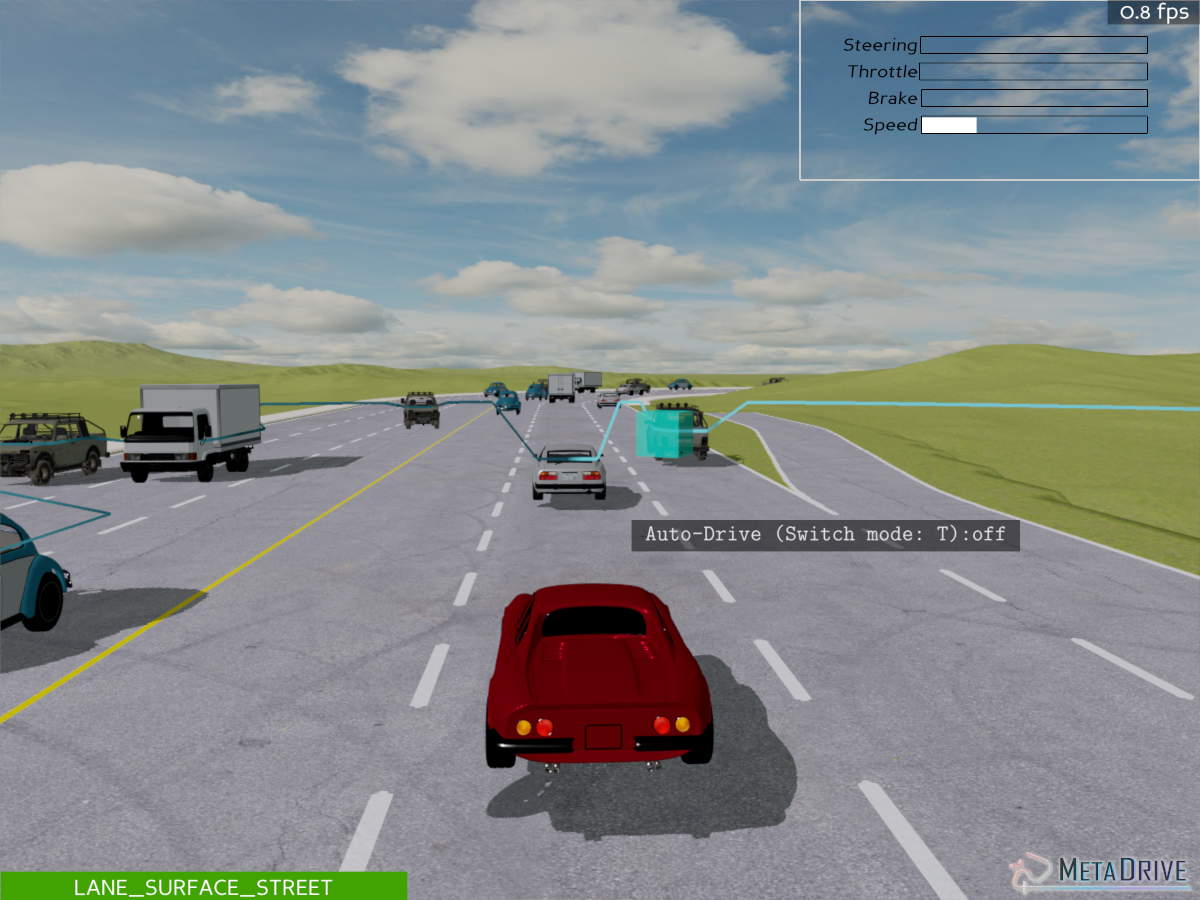 0.8 fps
Steering
Throttle
Brake
Speed
Auto-Drive (Switch mode: T):off
LANE_SURFACE_STREET
METADRIVE